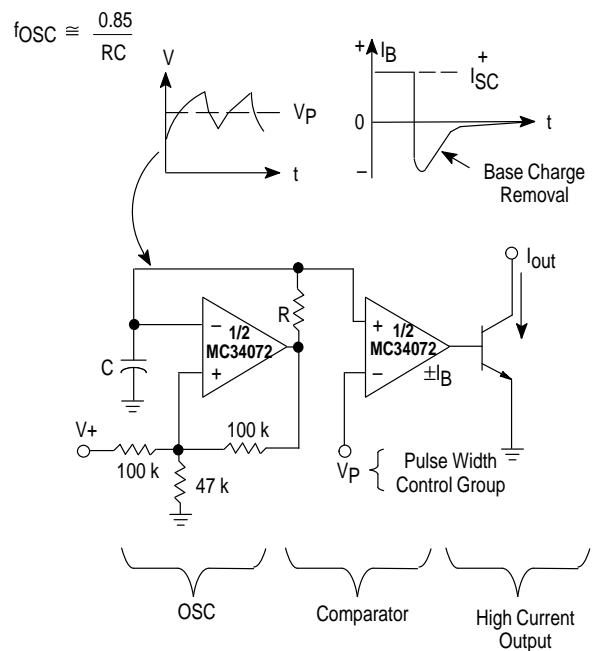 fOSC ≅ 0.85
RC
V
VP
t
+ IB
+
ISC
0
t
−
Base Charge
Removal
Iout
R
−
1/2
MC34072
+
C
+
1/2
MC34072
−
±IB
V+
100 k
100 k
47 k
VP
Pulse Width
Control Group
OSC
Comparator
High Current
Output